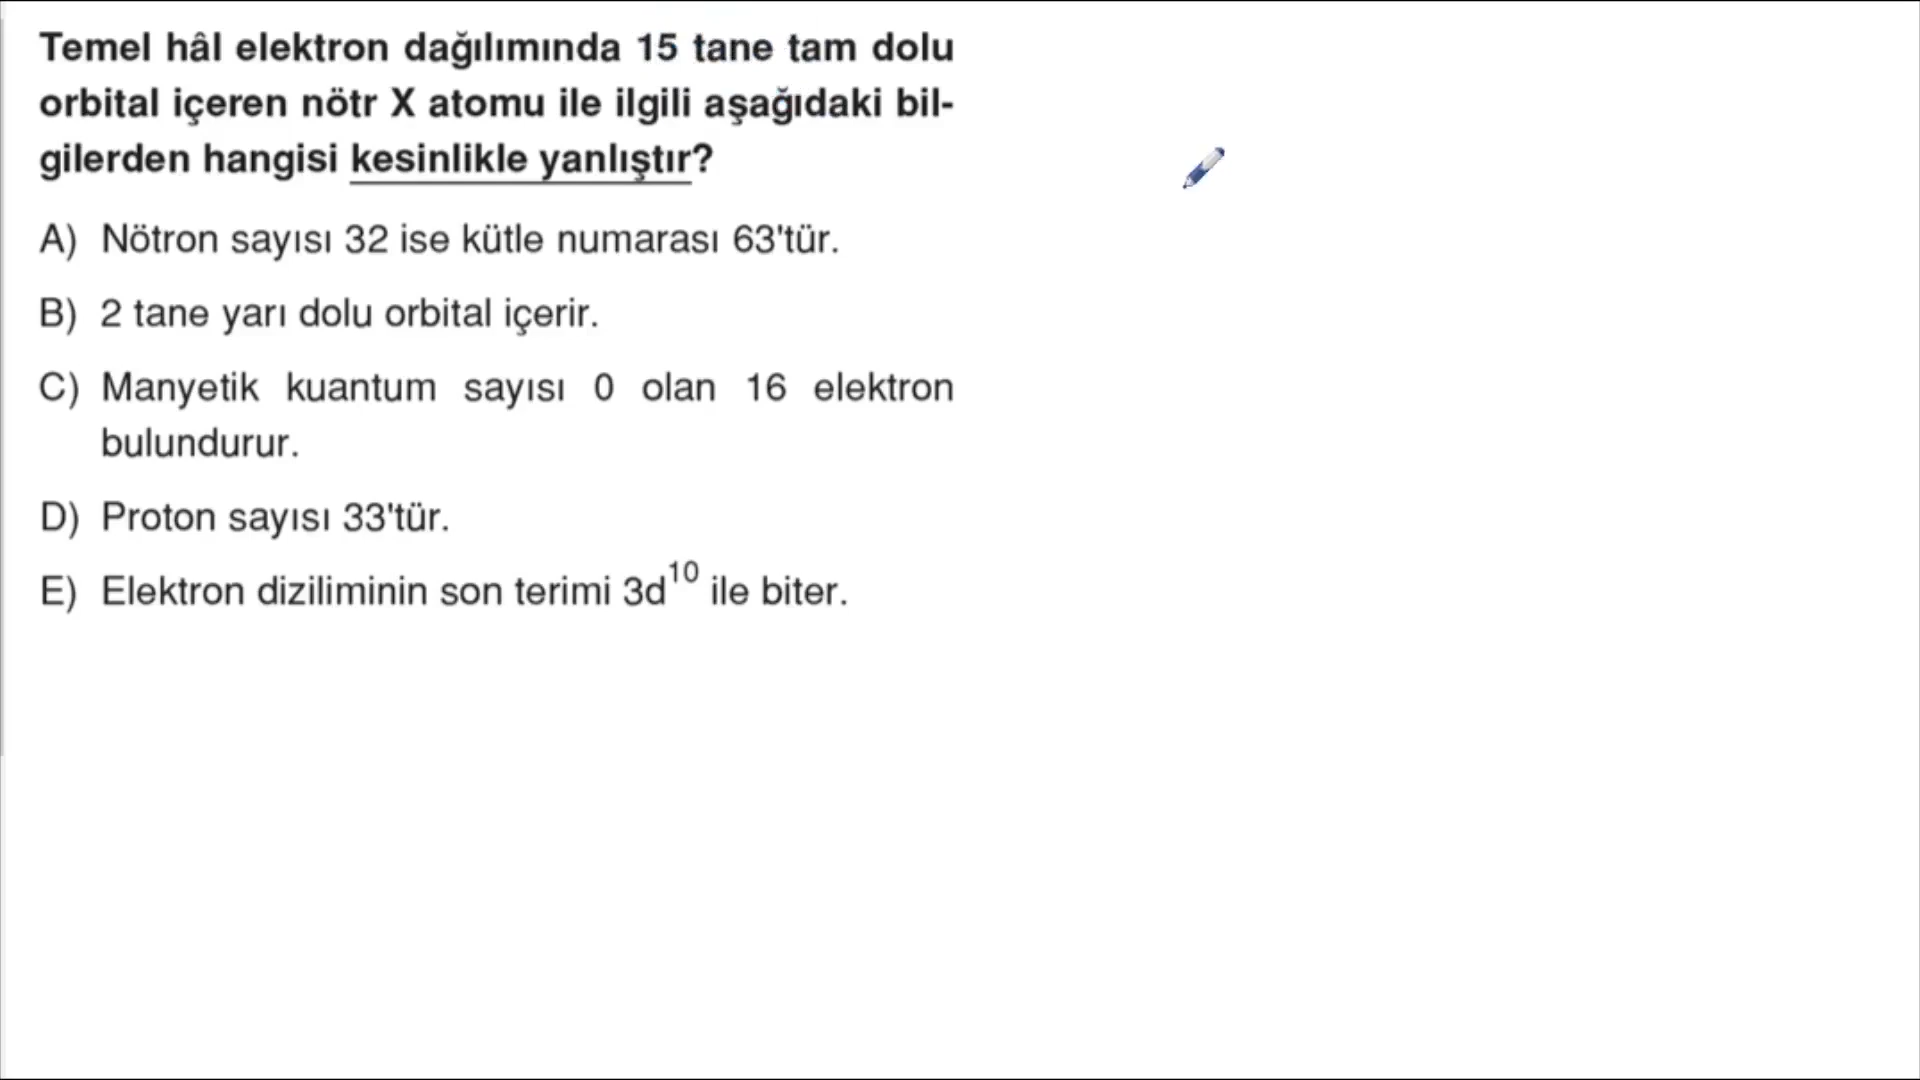 Temel hâl elektron dağılımında 15 tane tam dolu
orbital içeren nötr X atomu ile ilgili aşağıdaki bil-
gilerden hangisi kesinlikle yanlıştır?
A) Nötron sayısı 32 ise kütle numarası 63'tür.
B) 2 tane yarı dolu orbital içerir.
C) Manyetik kuantum sayısı 0 olan 16 elektron
bulundurur.
D) Proton sayısı 33'tür.
E) Elektron diziliminin son terimi 3d¹⁰ ile biter.